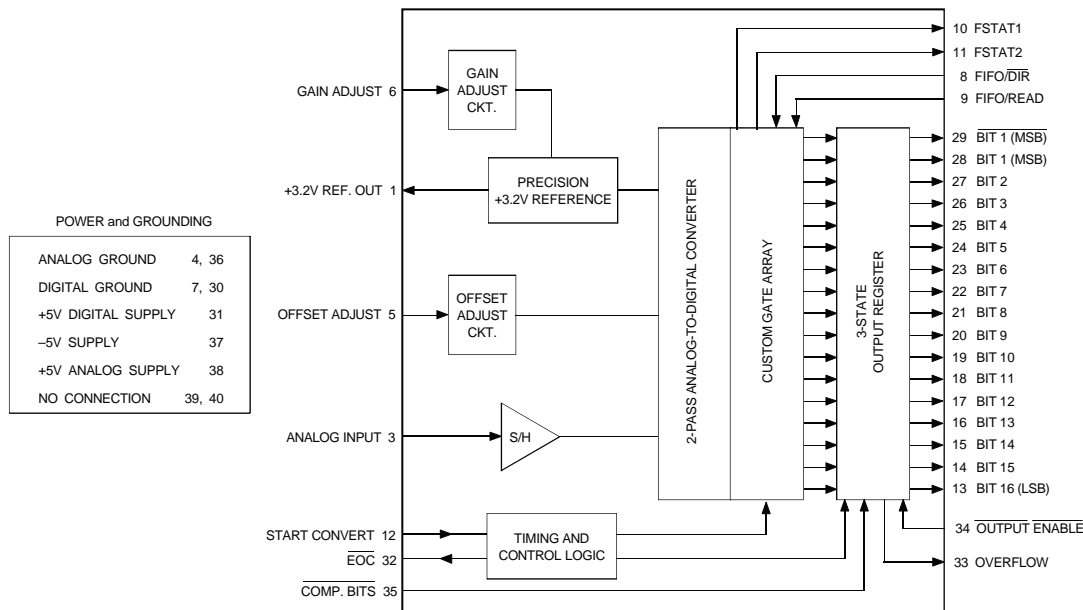 10 FSTAT1
11 FSTAT2
8 FIFO/DIR
9 FIFO/READ
GAIN ADJUST 6
GAIN
ADJUST
CKT.
+3.2V REF. OUT 1
PRECISION
+3.2V REFERENCE
POWER and GROUNDING
ANALOG GROUND 4, 36
DIGITAL GROUND 7, 30
+5V DIGITAL SUPPLY 31
–5V SUPPLY 37
+5V ANALOG SUPPLY 38
NO CONNECTION 39, 40
OFFSET ADJUST 5
OFFSET
ADJUST
CKT.
ANALOG INPUT 3
S/H
2-PASS ANALOG-TO-DIGITAL CONVERTER
CUSTOM GATE ARRAY
3-STATE
OUTPUT REGISTER
29 BIT 1 (MSB)
28 BIT 1 (MSB)
27 BIT 2
26 BIT 3
25 BIT 4
24 BIT 5
23 BIT 6
22 BIT 7
21 BIT 8
20 BIT 9
19 BIT 10
18 BIT 11
17 BIT 12
16 BIT 13
15 BIT 14
14 BIT 15
13 BIT 16 (LSB)
START CONVERT 12
EOC 32
COMP. BITS 35
TIMING AND
CONTROL LOGIC
34 OUTPUT ENABLE
33 OVERFLOW